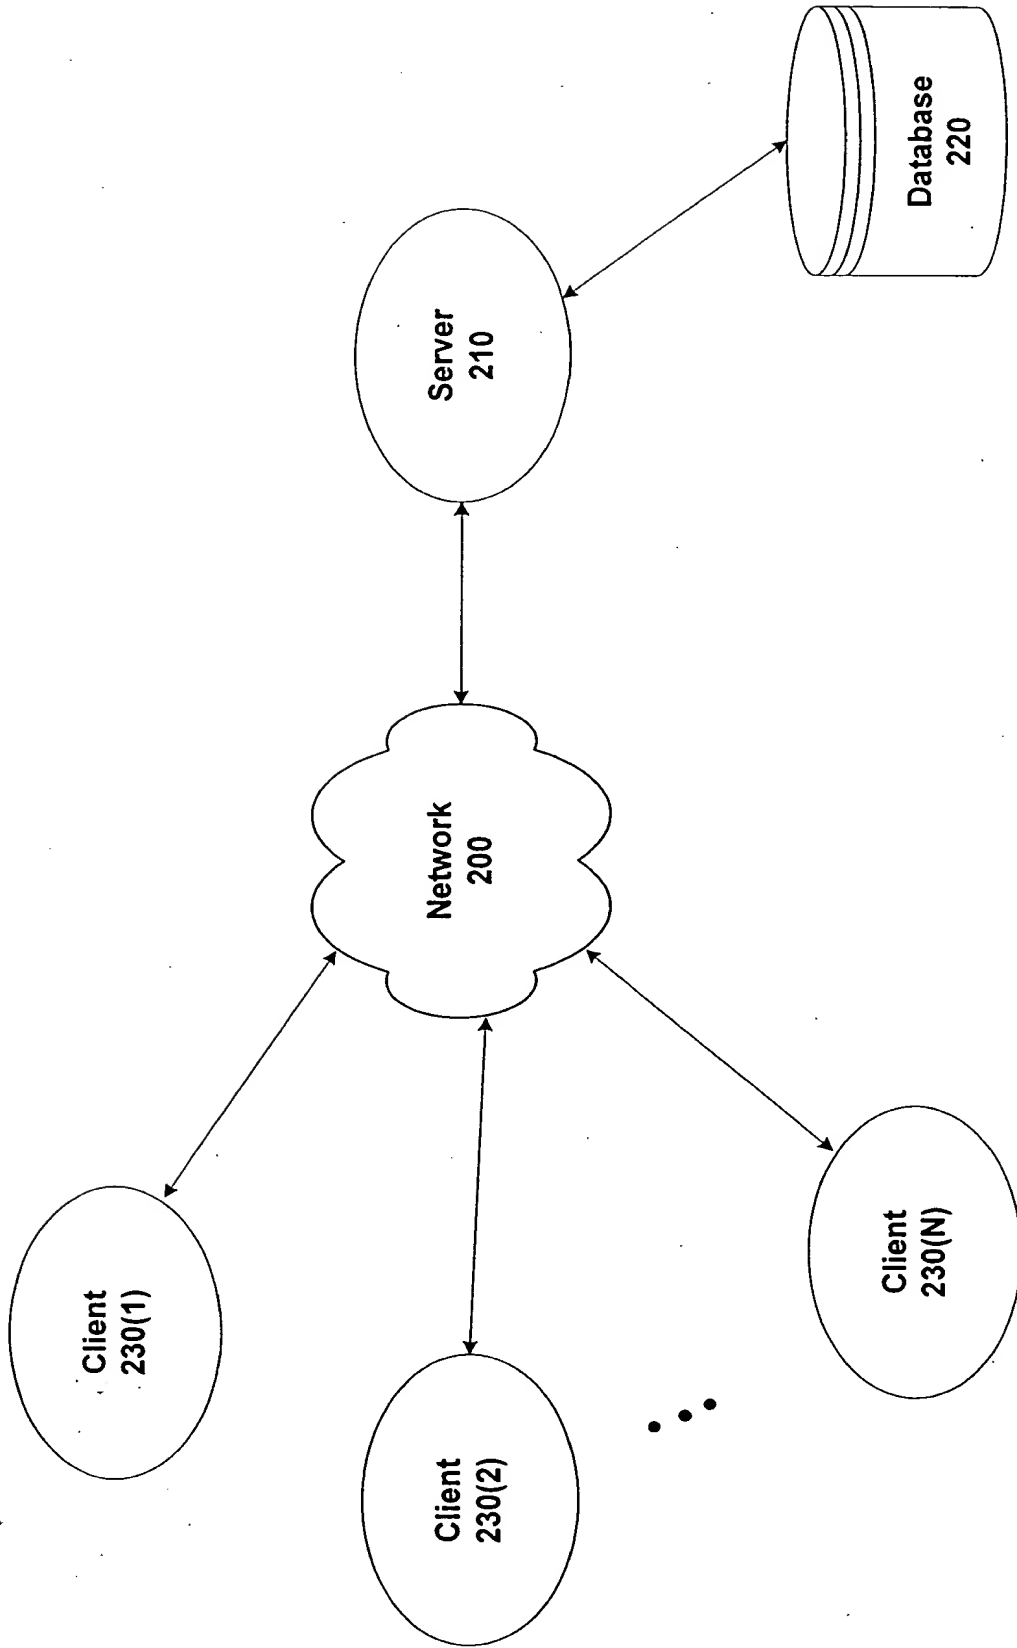 Client
230(1)
Client
230(2)
Client
230(N)
Network
200
Server
210
Database
220